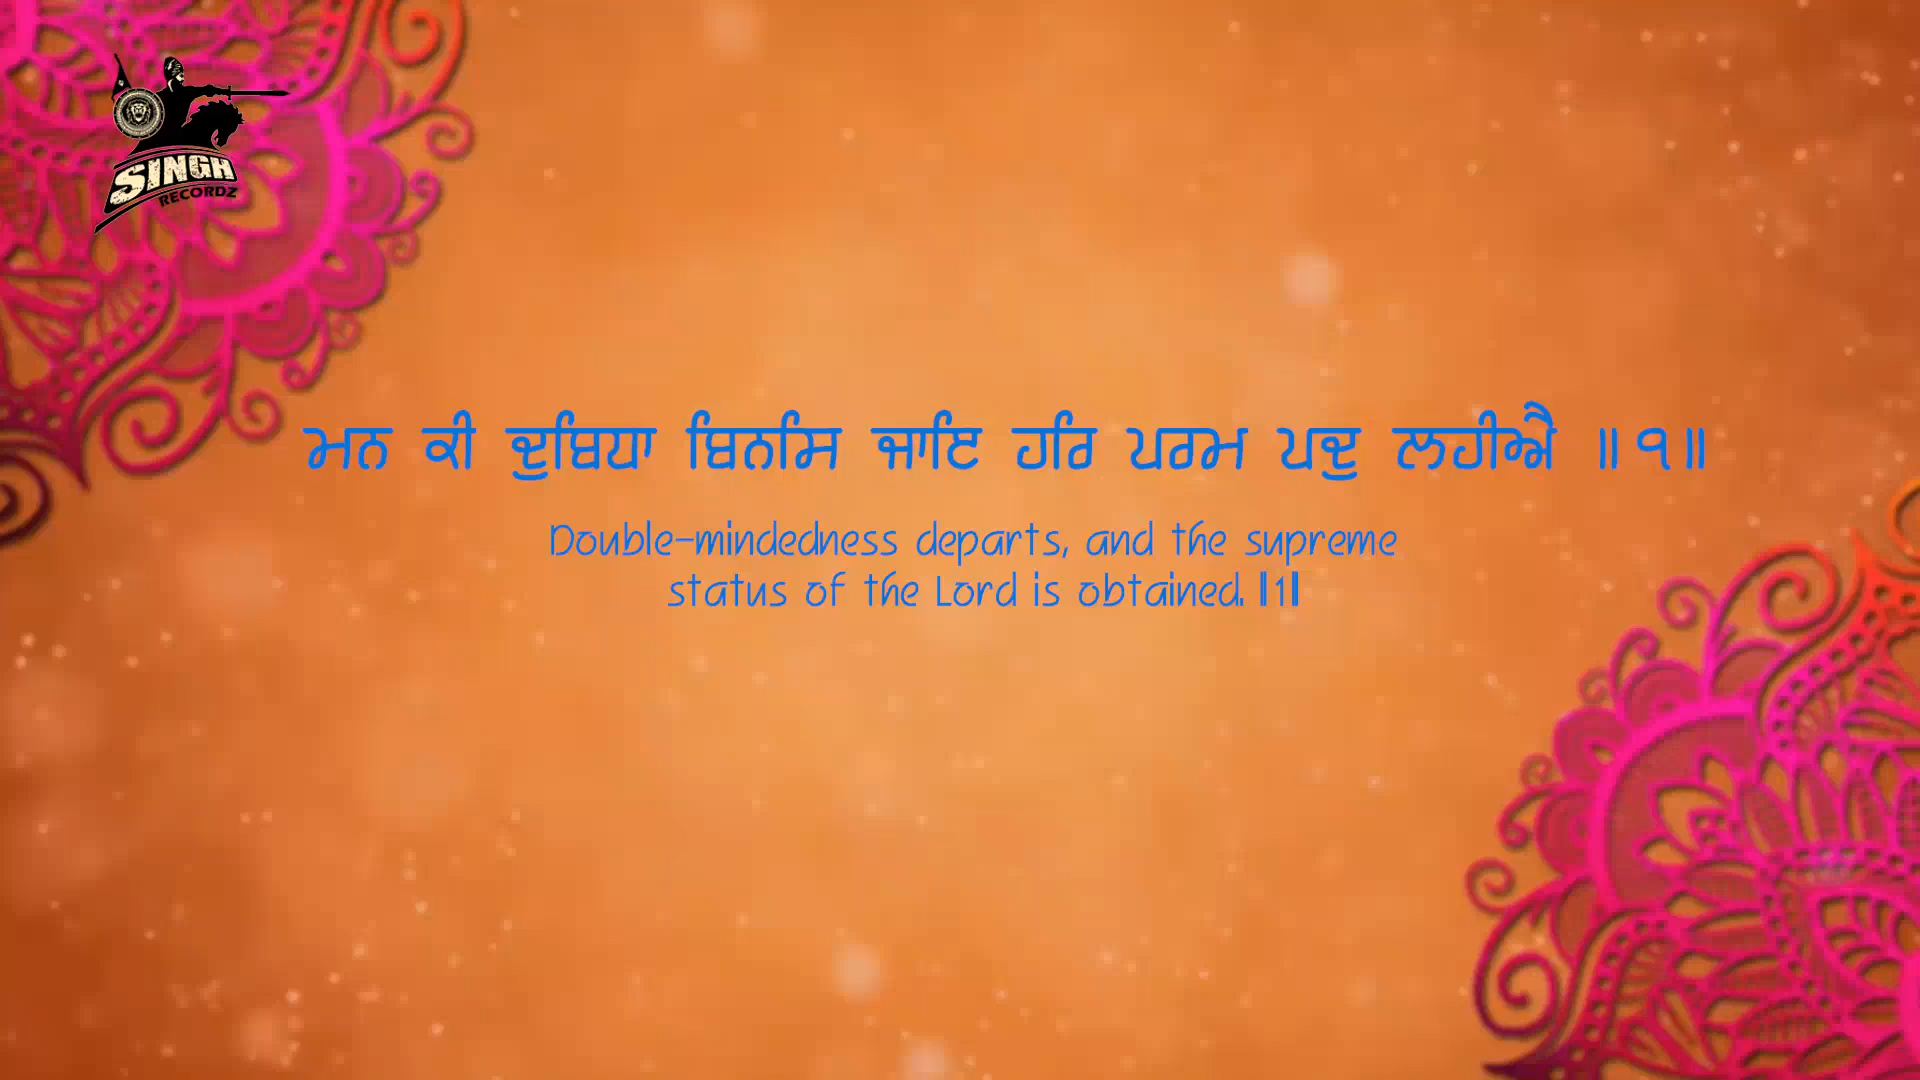 SINGH
RECORDZ
ਮਨ ਕੀ ਦੁਬਿਧਾ ਬਿਨਸਿ ਜਾਇ ਹਰਿ ਪਰਮ ਪਦੁ ਲਹੀਐ ॥੧॥
Double-mindedness departs, and the supreme
status of the Lord is obtained. ||1||